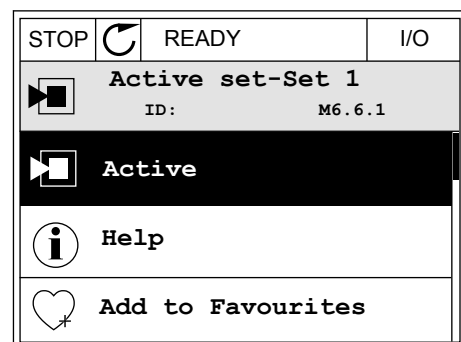 STOP READY I/O
Active set-Set 1
ID: M6.6.1
Active
Help
Add to Favourites